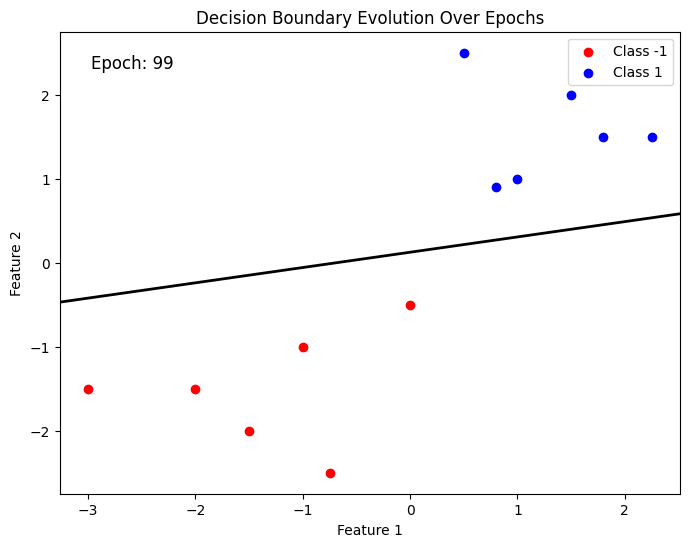 Decision Boundary Evolution Over Epochs
Epoch: 99
Class -1
Class 1
Feature 2
2
1
0
−1
−2
−3
−2
−1
0
1
2
Feature 1